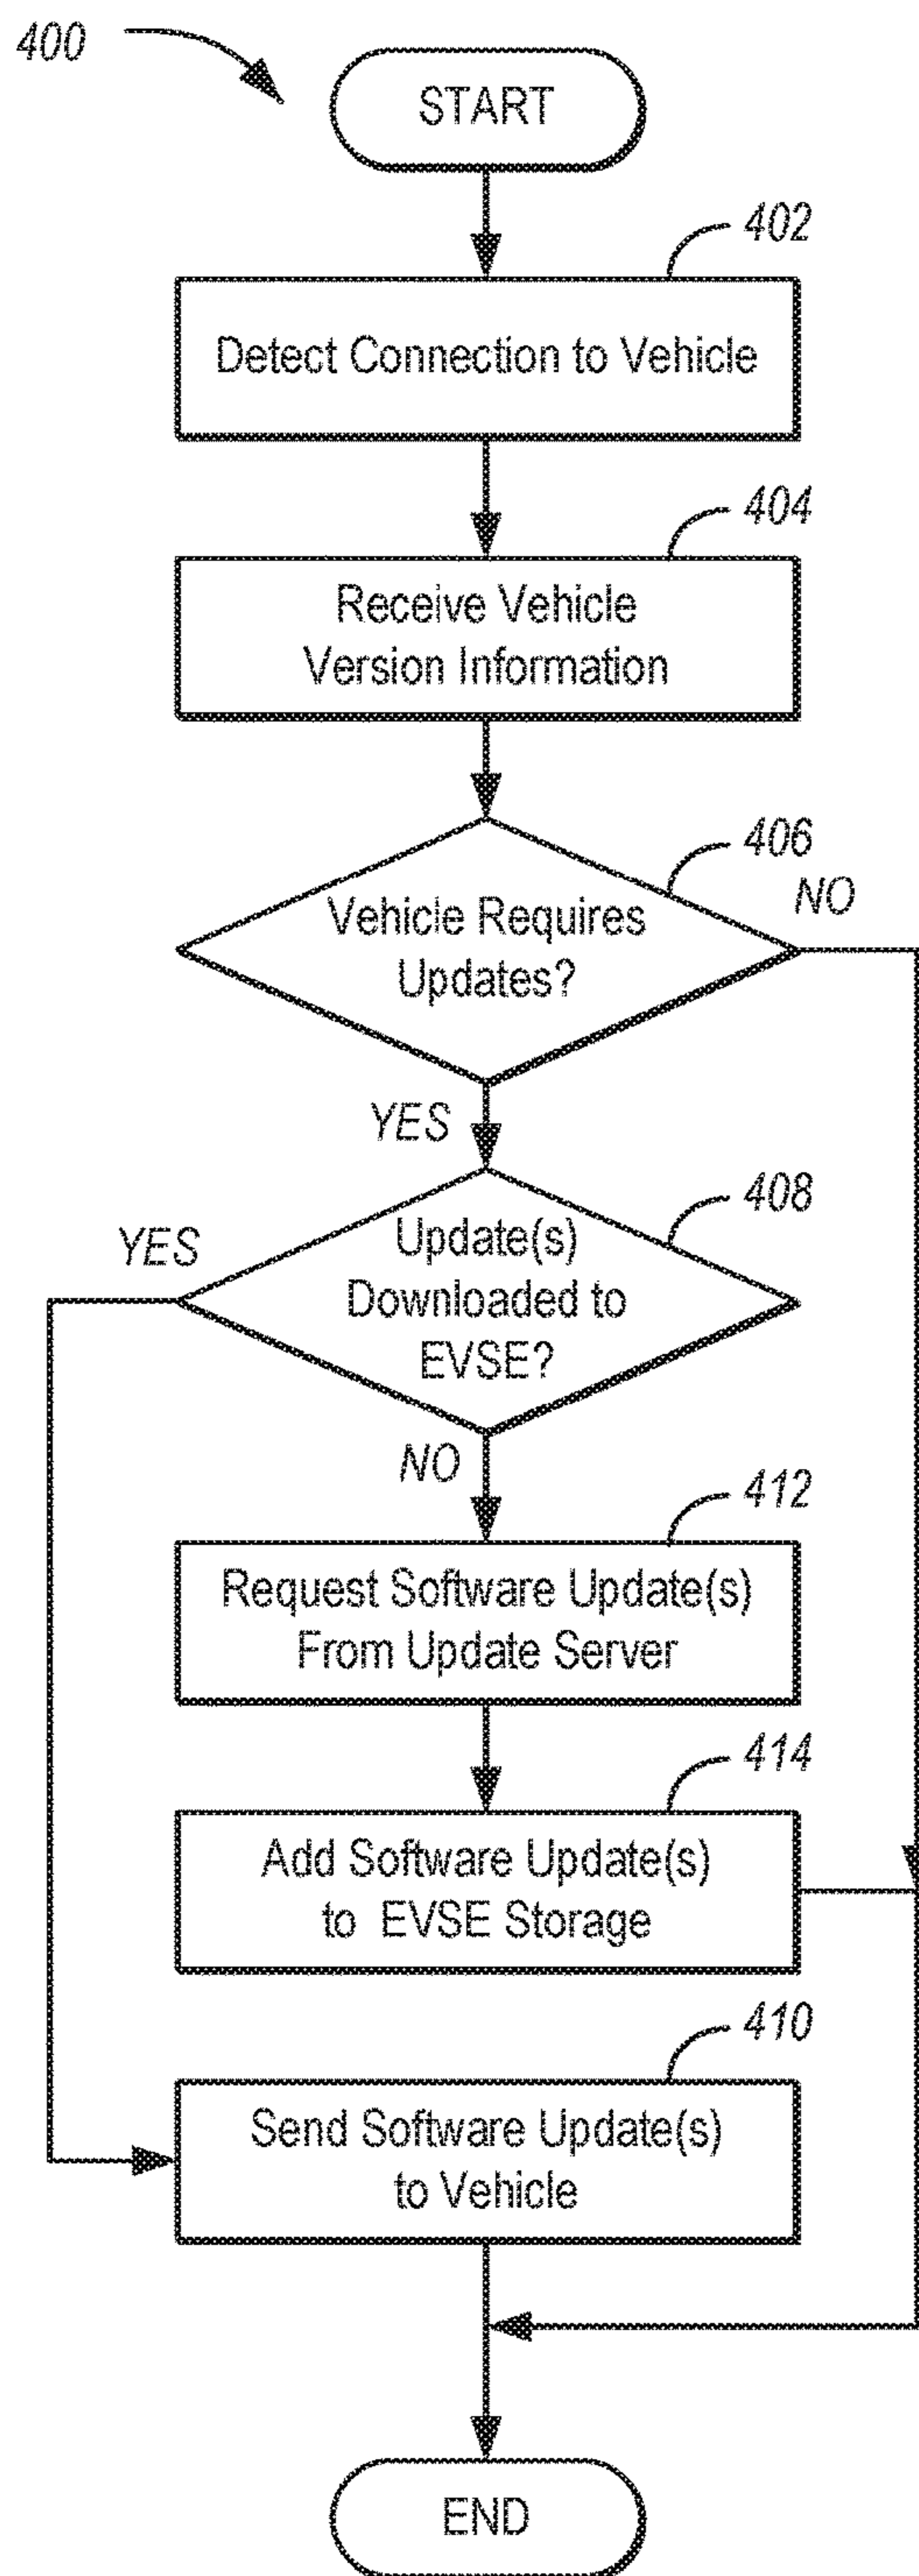 400
START
402
Detect Connection to Vehicle
404
Receive Vehicle
Version Information
406
NO
Vehicle Requires
Updates?
YES
408
YES
Update(s)
Downloaded to
EVSE?
NO
412
Request Software Update(s)
From Update Server
414
Add Software Update(s)
to EVSE Storage
410
Send Software Update(s)
to Vehicle
END